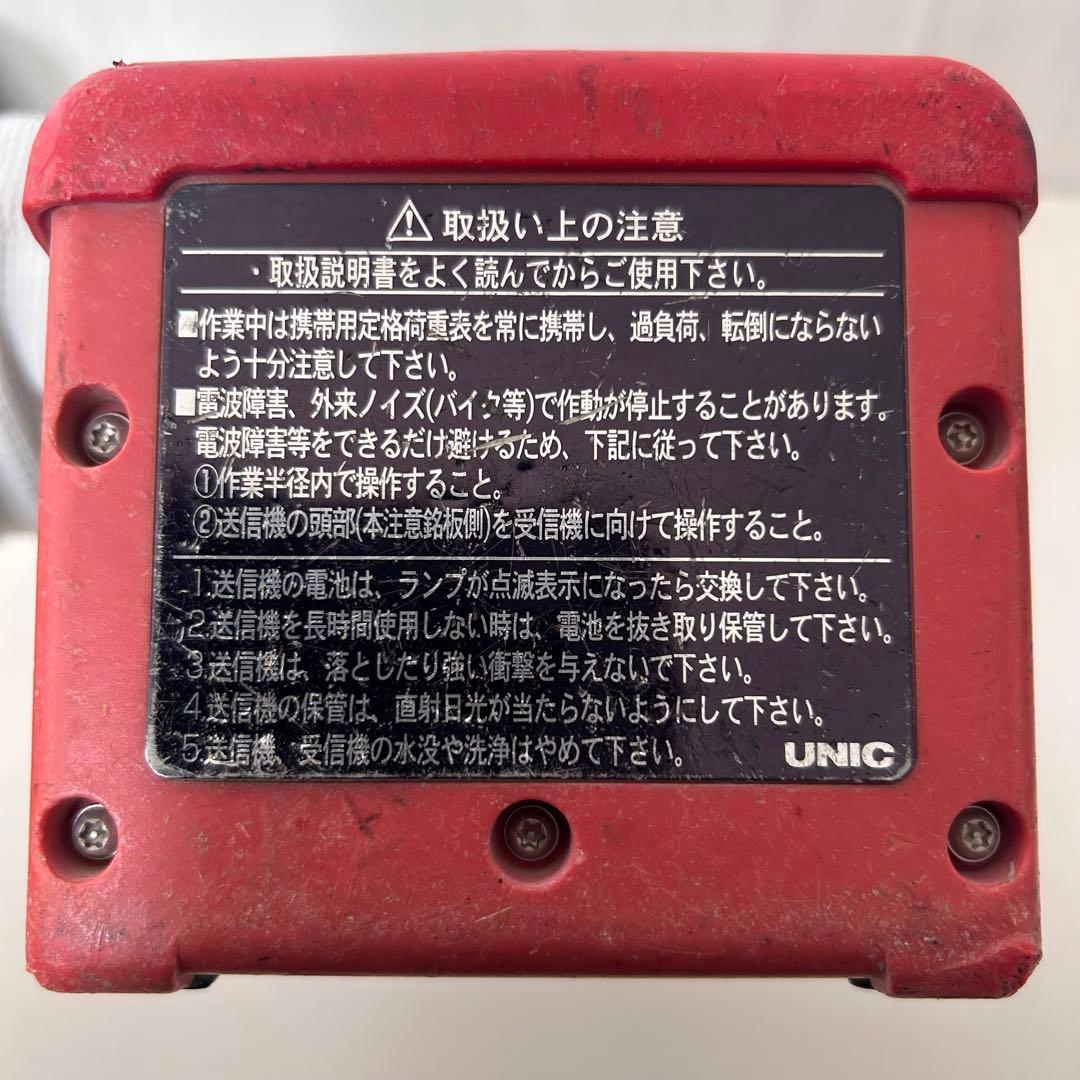 ⚠ 取扱い上の注意
・取扱説明書をよく読んでからご使用下さい。
■作業中は携帯用定格荷重表を常に携帯し、過負荷、転倒にならない
よう十分注意して下さい。
■電波障害、外来ノイズ(バイク等)で作動が停止することがあります。
電波障害等をできるだけ避けるため、下記に従って下さい。
①作業半径内で操作すること。
②送信機の頭部(本注意銘板側)を受信機に向けて操作すること。
1.送信機の電池は、ランプが点滅表示になったら交換して下さい。
2.送信機を長時間使用しない時は、電池を抜き取り保管して下さい。
3.送信機は、落としたり強い衝撃を与えないで下さい。
4.送信機の保管は、直射日光が当たらないようにして下さい。
5.送信機、受信機の水没や洗浄はやめて下さい。
UNIC